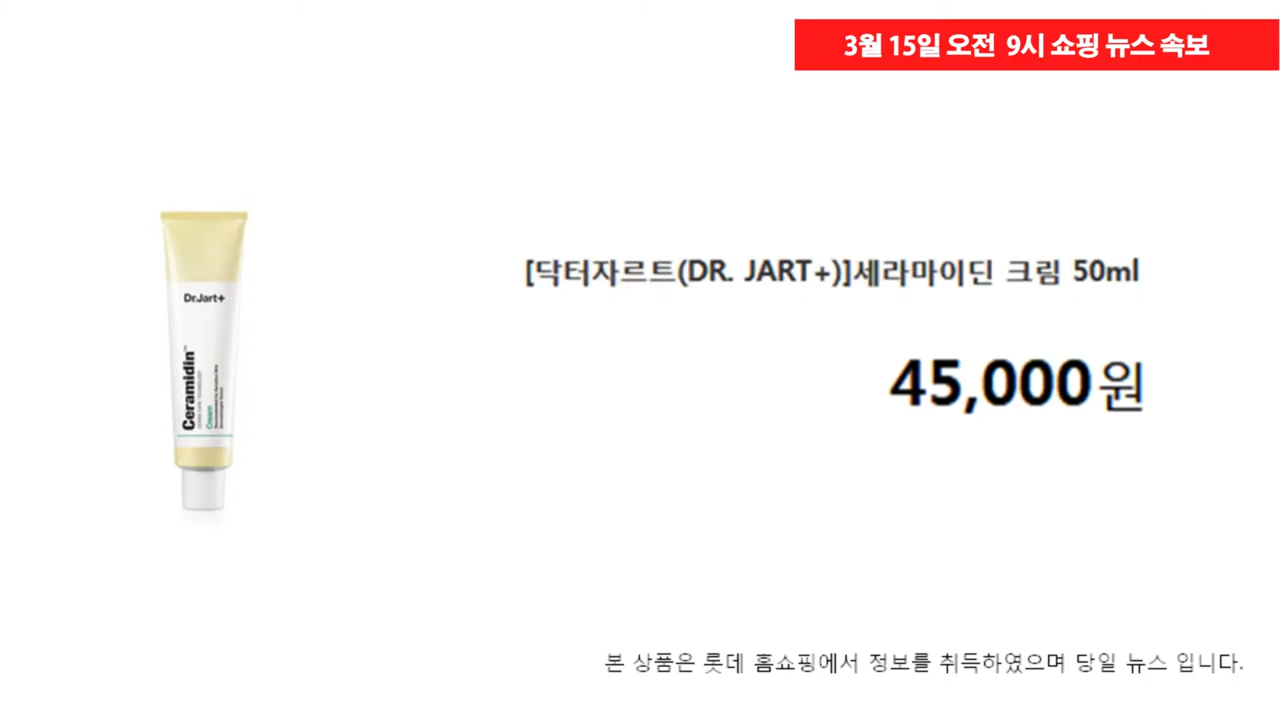 3월 15일 오전 9시 쇼핑 뉴스 속보
[닥터자르트(DR. JART+)]세라마이딘 크림 50ml
45,000원
Dr.Jart+
Ceramidin™
Cream
본 상품은 롯데 홈쇼핑에서 정보를 취득하였으며 당일 뉴스 입니다.